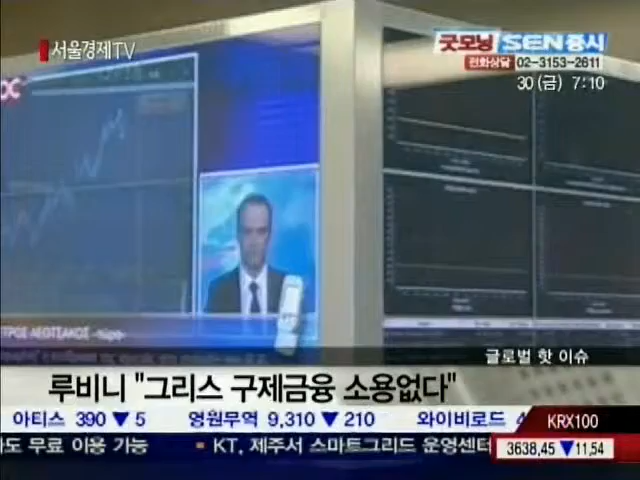 서울경제TV
굿모닝 SEN증시
전화상담 02-3153-2611
30(금) 7:10
글로벌 핫 이슈
루비니 "그리스 구제금융 소용없다"
아티스 390▼5 영원무역 9,310▼210 와이비로드
KRX100
3638,45▼11,54
도 무료 이용 가능 KT, 제주서 스마트그리드 운영센터